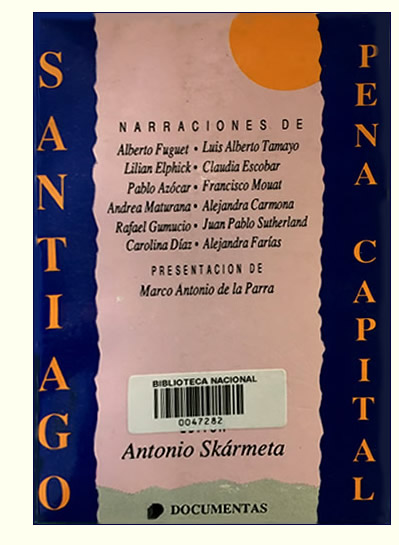 SANTIAGO
PENA CAPITAL
NARRACIONES DE
Alberto Fuguet • Luis Alberto Tamayo
Lilian Elphick • Claudia Escobar
Pablo Azócar • Francisco Mouat
Andrea Maturana • Alejandra Carmona
Rafael Gumucio • Juan Pablo Sutherland
Carolina Díaz • Alejandra Farías
PRESENTACION DE
Marco Antonio de la Parra
BIBLIOTECA NACIONAL
0047282
Antonio Skármeta
DOCUMENTAS